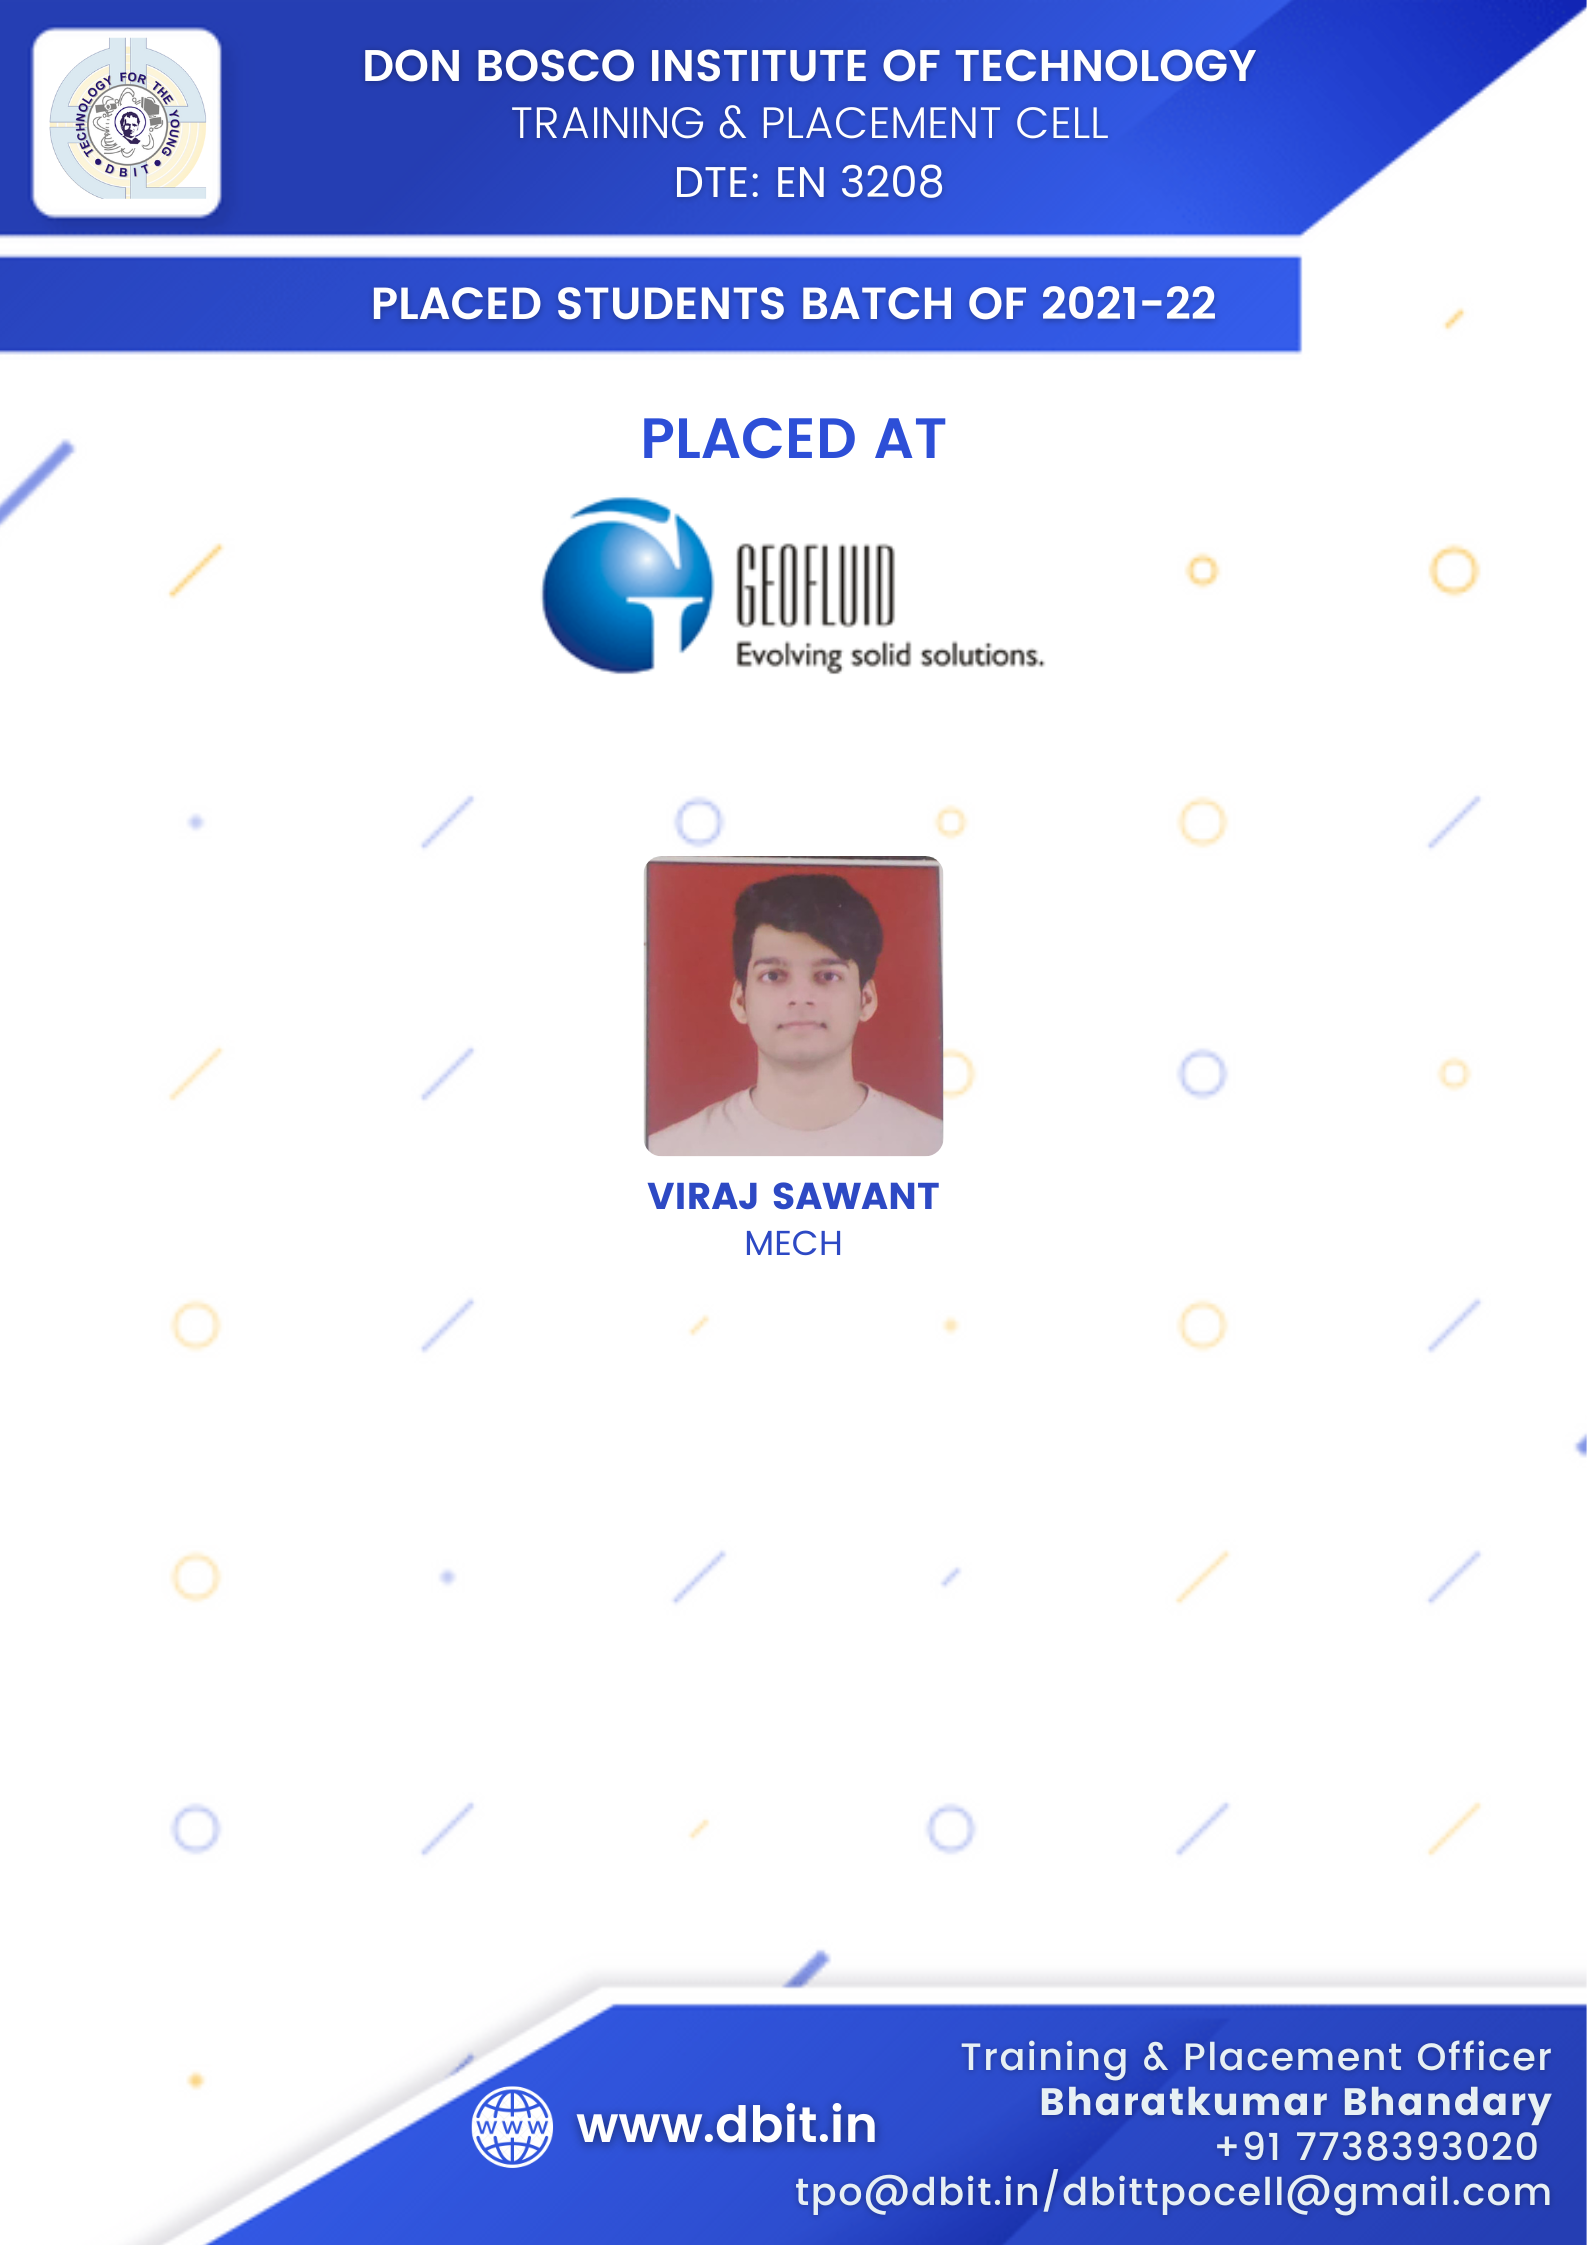 TECHNOLOGY FOR THE YOUNG
DBIT
DON BOSCO INSTITUTE OF TECHNOLOGY
TRAINING & PLACEMENT CELL
DTE: EN 3208
PLACED STUDENTS BATCH OF 2021-22
PLACED AT
GEOFLUID
Evolving solid solutions.
VIRAJ SAWANT
MECH
Training & Placement Officer
Bharatkumar Bhandary
+91 7738393020
tpo@dbit.in/dbittpocell@gmail.com
WWW
www.dbit.in